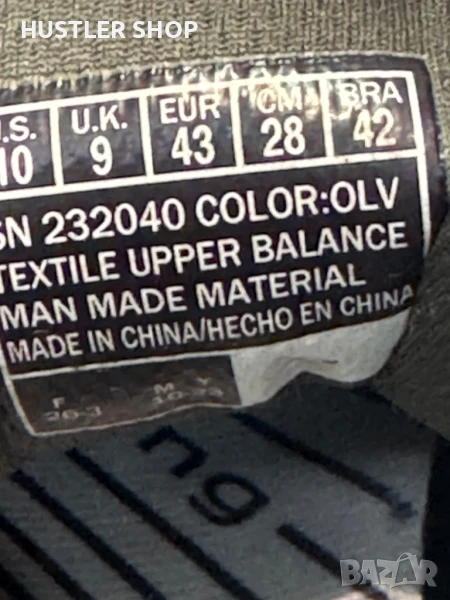 HUSTLER SHOP
U.S. U.K. EUR CM BRA
10 9 43 28 42
SN 232040 COLOR:OLV
TEXTILE UPPER BALANCE
MAN MADE MATERIAL
MADE IN CHINA/HECHO EN CHINA
F M Y
ng
BAZAR